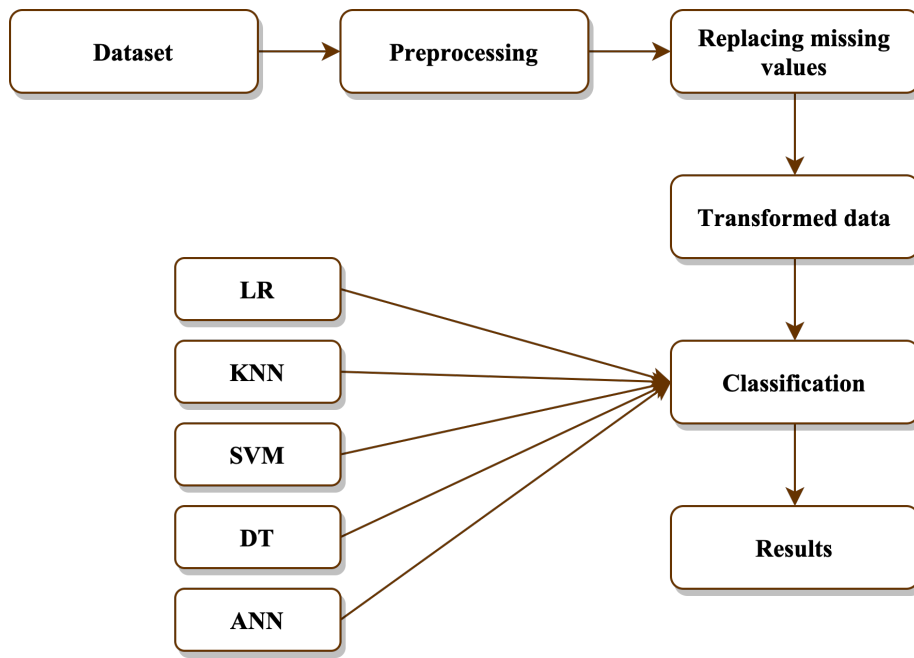 Dataset
Preprocessing
Replacing missing
values
Transformed data
LR
KNN
SVM
DT
ANN
Classification
Results